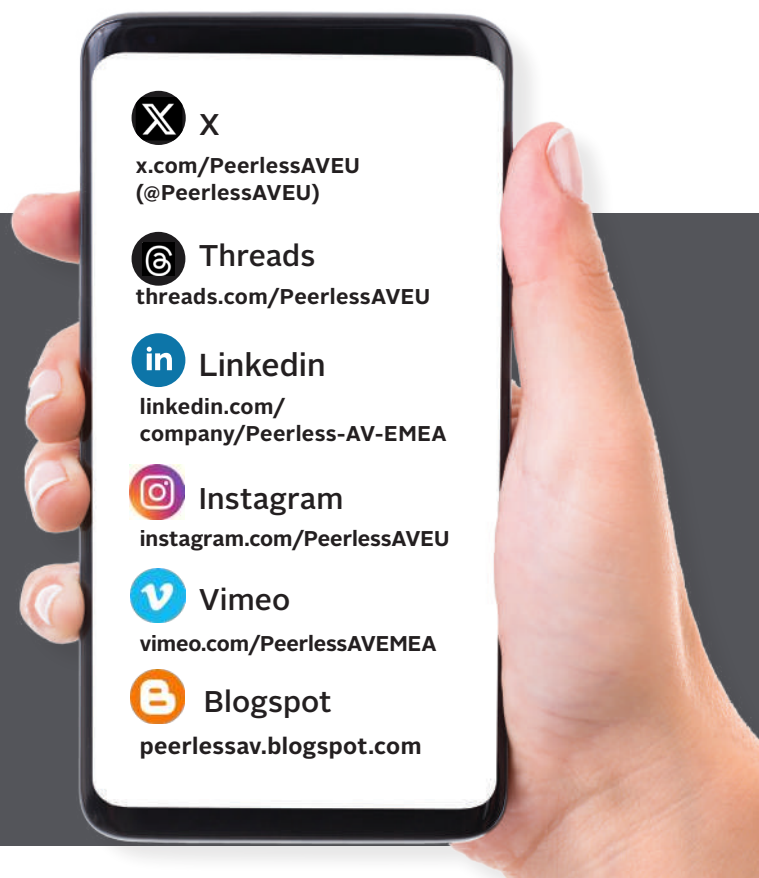 X
x.com/PeerlessAVEU
(@PeerlessAVEU)
Threads
threads.com/PeerlessAVEU
in
Linkedin
linkedin.com/
company/Peerless-AV-EMEA
Instagram
instagram.com/PeerlessAVEU
Vimeo
vimeo.com/PeerlessAVEMEA
Blogspot
peerlessav.blogspot.com